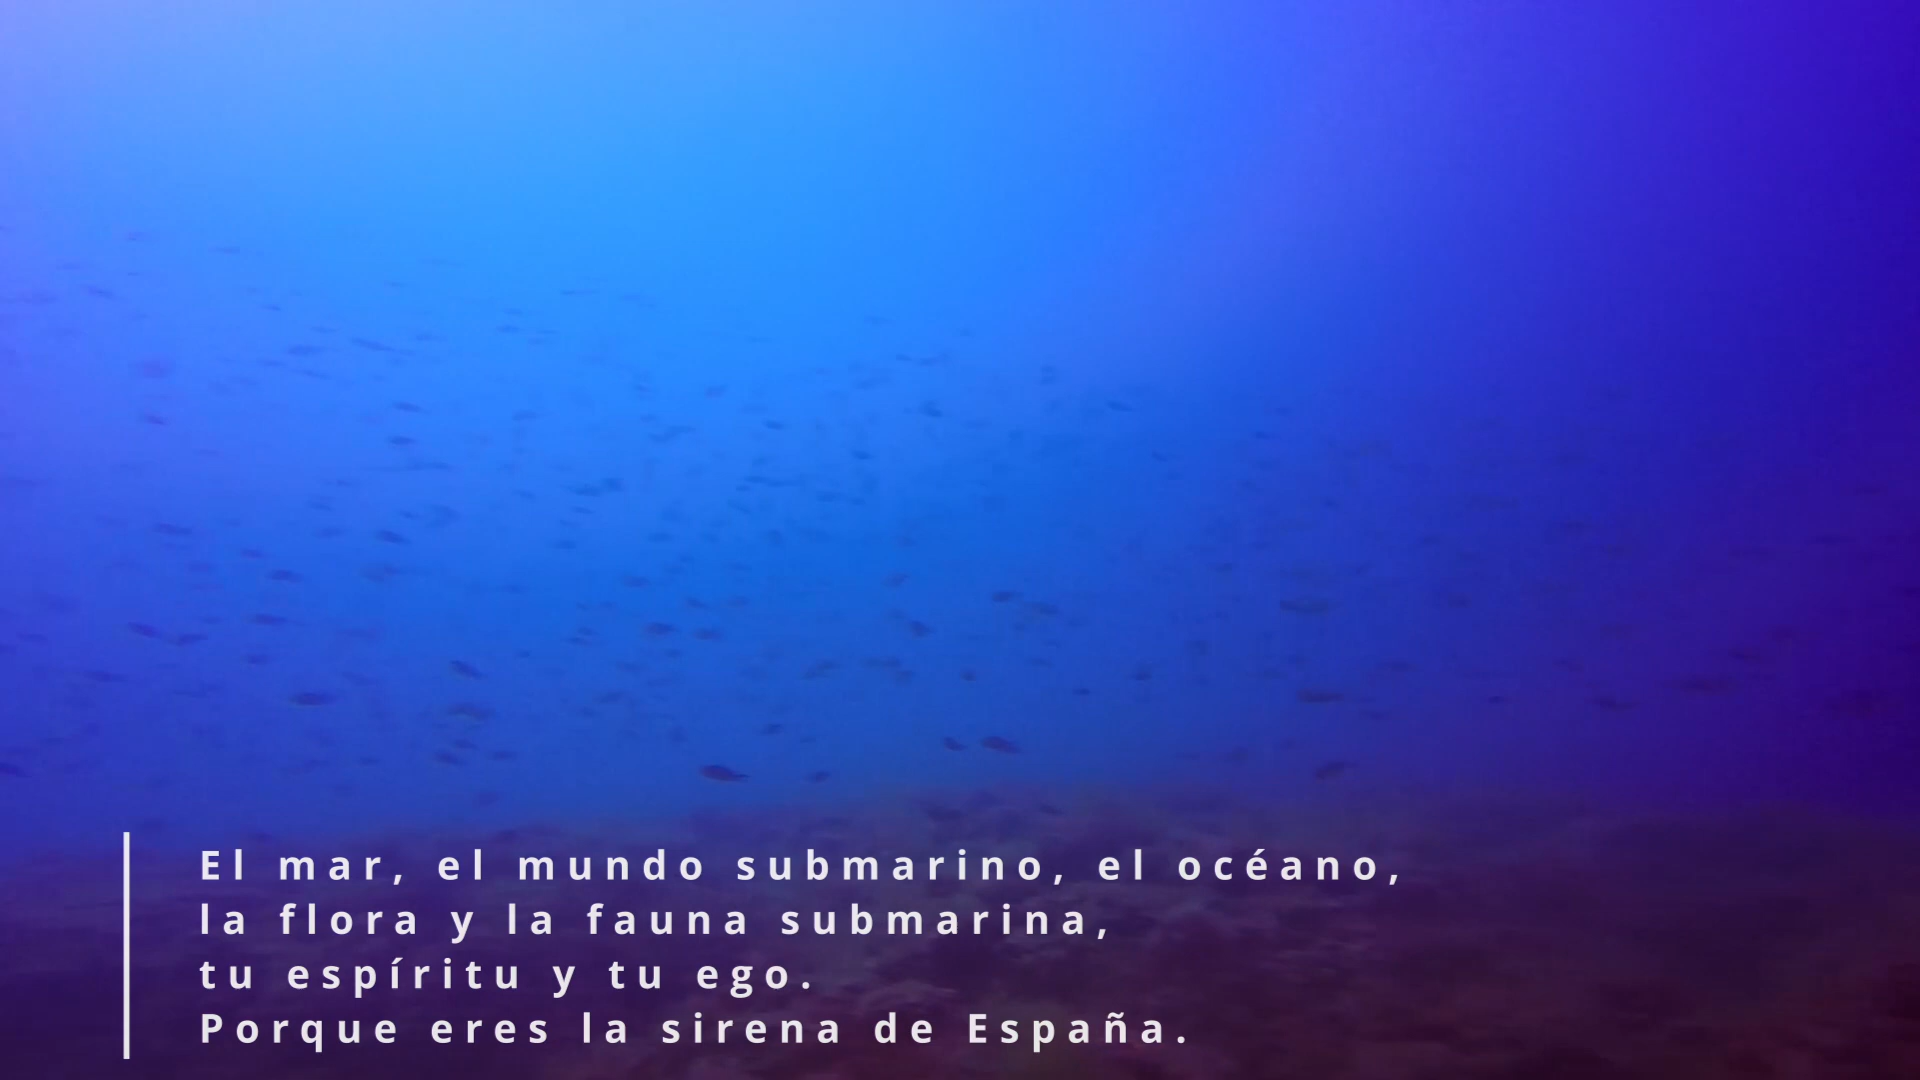 El mar, el mundo submarino, el océano,
la flora y la fauna submarina,
tu espíritu y tu ego.
Porque eres la sirena de España.